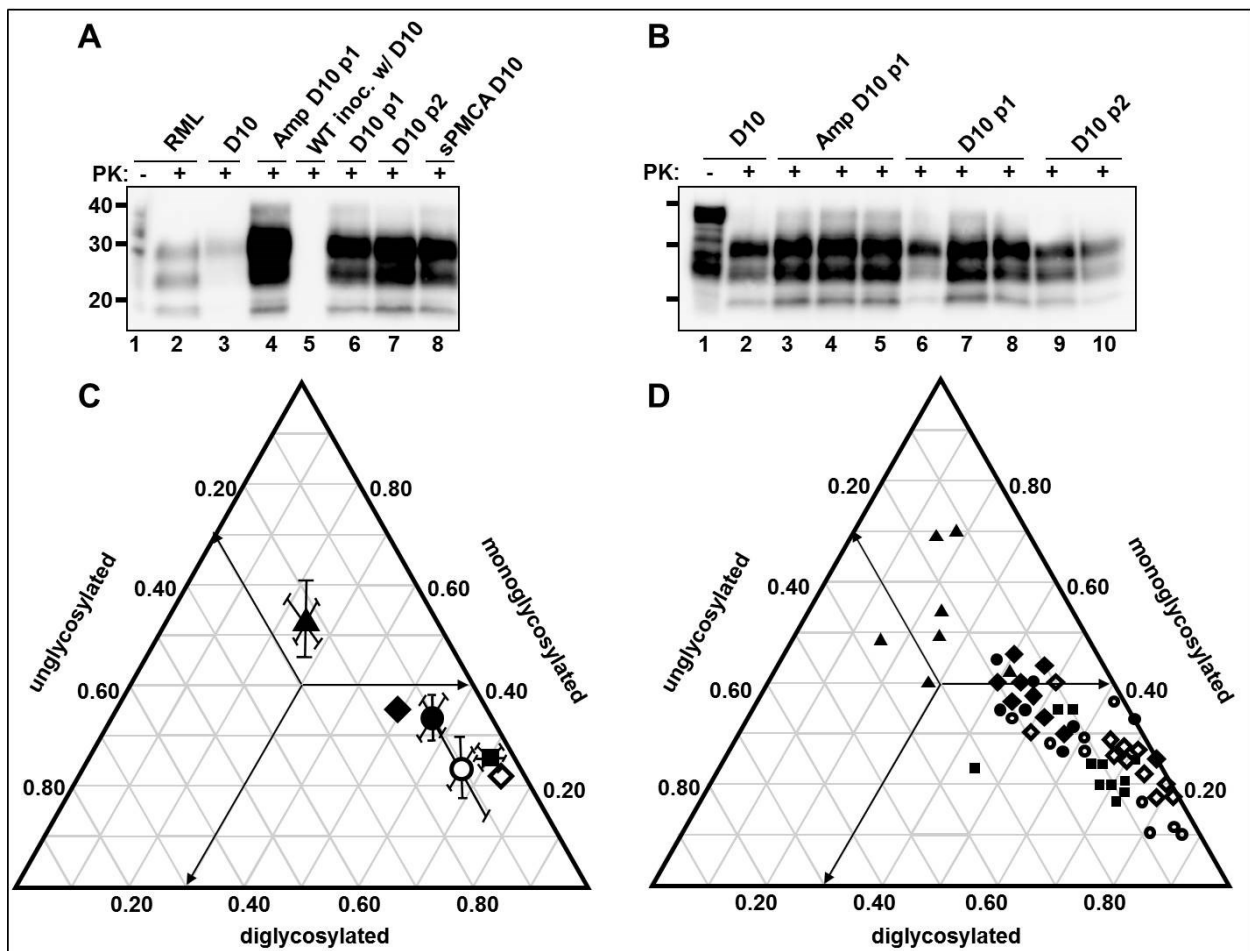 A
RML
D10
Amp D10 p1
WT inoc. w/ D10
D10 p1
D10 p2
sPMCA D10
PK: - + + + + + + +
40
30
20
1 2 3 4 5 6 7 8
B
D10
Amp D10 p1
D10 p1
D10 p2
PK: - + + + + + + + + +
1 2 3 4 5 6 7 8 9 10
C
0.20
0.40
0.60
0.80
unglycosylated
0.80
0.60
0.40
0.20
monoglycosylated
0.20 0.40 0.60 0.80
diglycosylated
D
0.20
0.40
0.60
0.80
unglycosylated
0.80
0.60
0.40
0.20
monoglycosylated
0.20 0.40 0.60 0.80
diglycosylated